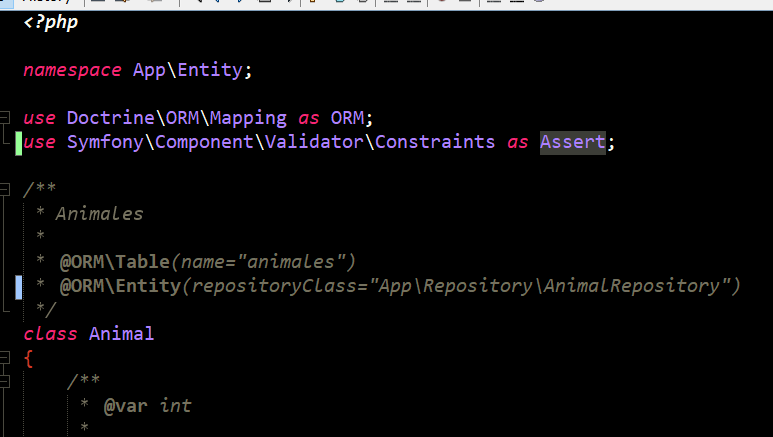 History
<?php
namespace App\Entity;
use Doctrine\ORM\Mapping as ORM;
use Symfony\Component\Validator\Constraints as Assert;
/**
* Animales
*
* @ORM\Table(name="animales")
* @ORM\Entity(repositoryClass="App\Repository\AnimalRepository")
*/
class Animal
{
/**
* @var int
*